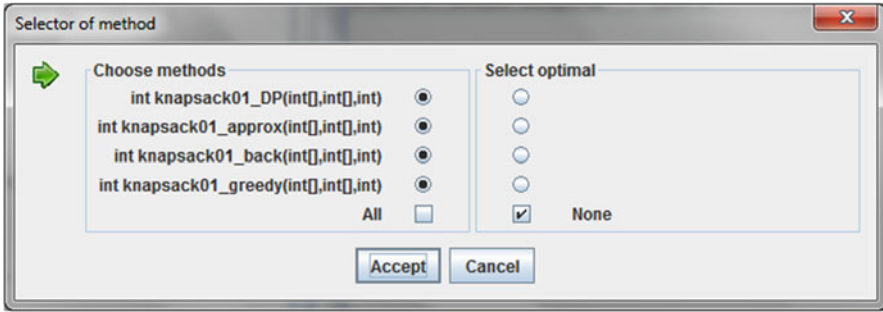 Selector of method
Choose methods
Select optimal
int knapsack01_DP(int[],int[],int)
int knapsack01_approx(int[],int[],int)
int knapsack01_back(int[],int[],int)
int knapsack01_greedy(int[],int[],int)
All
None
Accept
Cancel